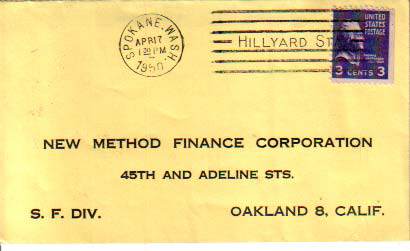 SPOKANE, WASH.
APR 17
1 30 PM
1950
HILLYARD
UNITED
STATES
POSTAGE
3 CENTS 3
NEW METHOD FINANCE CORPORATION
45TH AND ADELINE STS.
S. F. DIV. OAKLAND 8, CALIF.